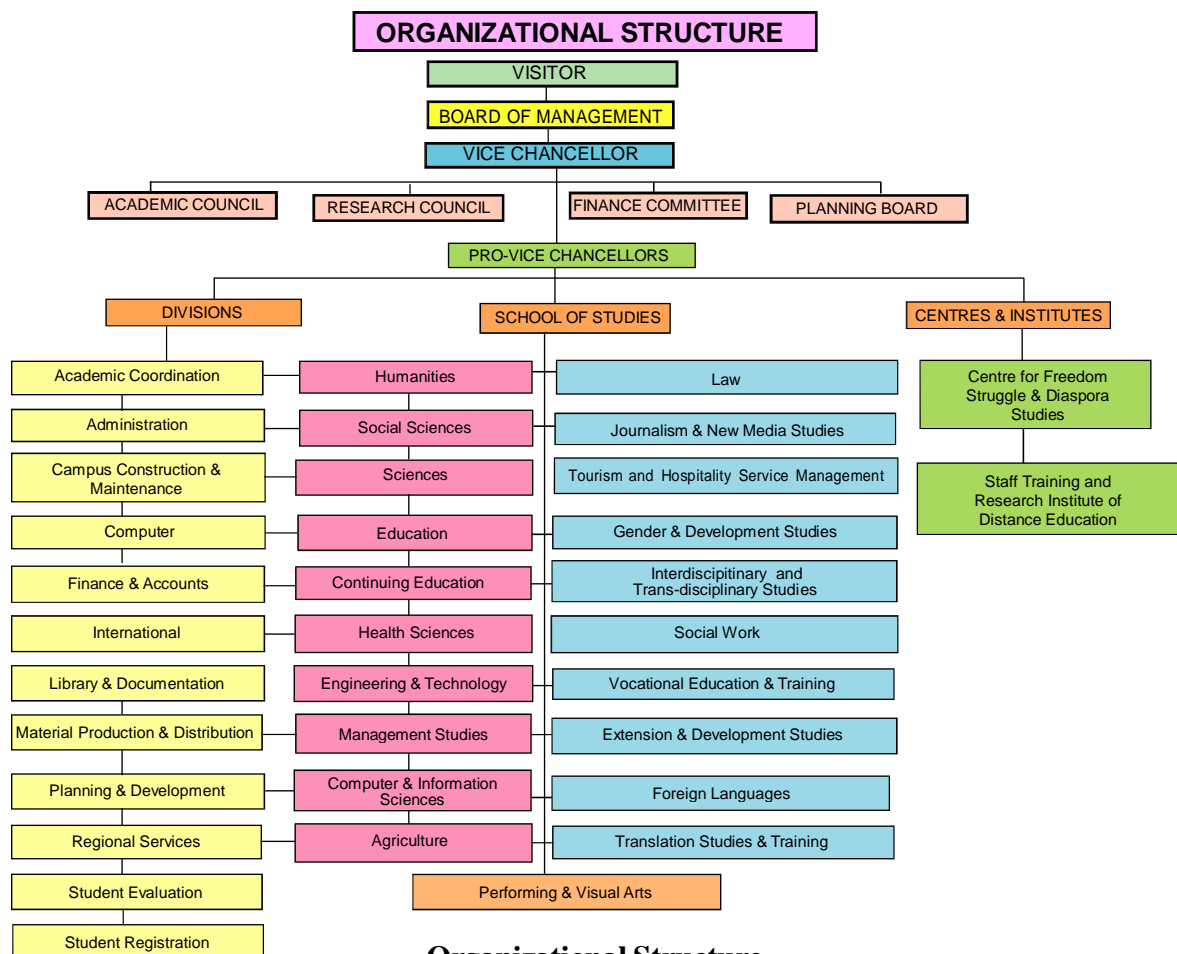 ORGANIZATIONAL STRUCTURE
VISITOR
BOARD OF MANAGEMENT
VICE CHANCELLOR
ACADEMIC COUNCIL
RESEARCH COUNCIL
FINANCE COMMITTEE
PLANNING BOARD
PRO-VICE CHANCELLORS
DIVISIONS
SCHOOL OF STUDIES
CENTRES & INSTITUTES
Academic Coordination
Administration
Campus Construction &
Maintenance
Computer
Finance & Accounts
International
Library & Documentation
Material Production & Distribution
Planning & Development
Regional Services
Student Evaluation
Student Registration
Humanities
Social Sciences
Sciences
Education
Continuing Education
Health Sciences
Engineering & Technology
Management Studies
Computer & Information
Sciences
Agriculture
Law
Journalism & New Media Studies
Tourism and Hospitality Service Management
Gender & Development Studies
Interdiscipitinary and
Trans-disciplinary Studies
Social Work
Vocational Education & Training
Extension & Development Studies
Foreign Languages
Translation Studies & Training
Performing & Visual Arts
Centre for Freedom
Struggle & Diaspora
Studies
Staff Training and
Research Institute of
Distance Education
Organizational Structure